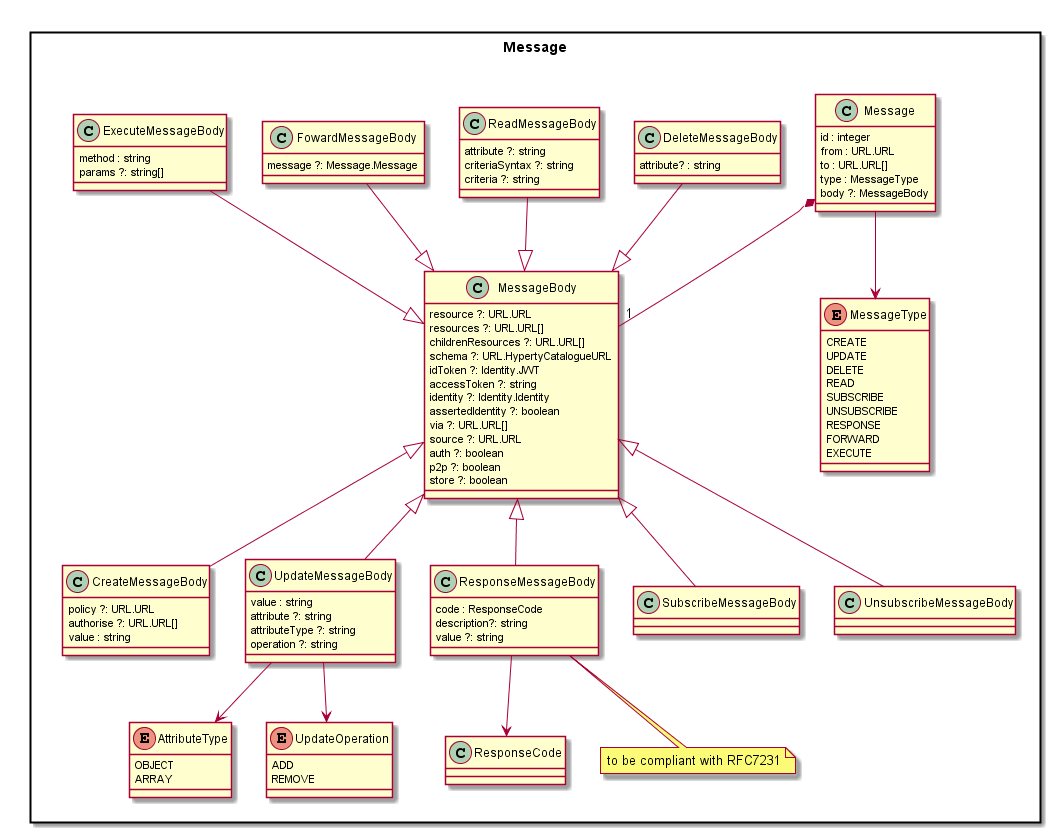 Message
C ExecuteMessageBody
method : string
params ?: string[]
C FowardMessageBody
message ?: Message.Message
C ReadMessageBody
attribute ?: string
criteriaSyntax ?: string
criteria ?: string
C DeleteMessageBody
attribute? : string
C Message
id : integer
from : URL.URL
to : URL.URL[]
type : MessageType
body ?: MessageBody
C MessageBody
resource ?: URL.URL
resources ?: URL.URL[]
childrenResources ?: URL.URL[]
schema ?: URL.HypertyCatalogueURL
idToken ?: Identity.JWT
accessToken ?: string
identity ?: Identity.Identity
assertedIdentity ?: boolean
via ?: URL.URL[]
source ?: URL.URL
auth ?: boolean
p2p ?: boolean
store ?: boolean
1
E MessageType
CREATE
UPDATE
DELETE
READ
SUBSCRIBE
UNSUBSCRIBE
RESPONSE
FORWARD
EXECUTE
C CreateMessageBody
policy ?: URL.URL
authorise ?: URL.URL[]
value : string
C UpdateMessageBody
value : string
attribute ?: string
attributeType ?: string
operation ?: string
C ResponseMessageBody
code : ResponseCode
description?: string
value ?: string
C SubscribeMessageBody
C UnsubscribeMessageBody
E AttributeType
OBJECT
ARRAY
E UpdateOperation
ADD
REMOVE
C ResponseCode
to be compliant with RFC7231